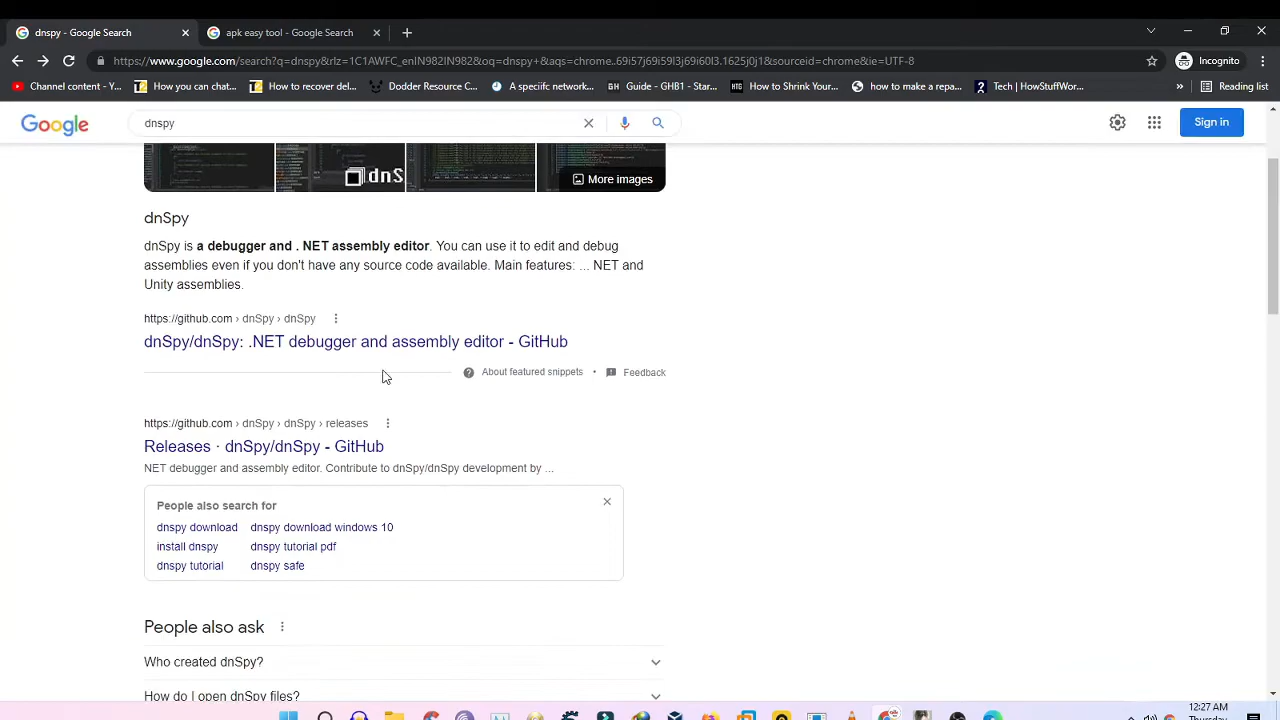 dnspy - Google Search
apk easy tool - Google Search
https://www.google.com/search?q=dnspy&rlz=1C1AWFC_enIN982IN982&oq=dnspy+&aqs=chrome..69i57j69i59l3j69i60l3.1625j0j1&sourceid=chrome&ie=UTF-8
Incognito
Channel content - Y...
How you can chat...
How to recover del...
Dodder Resources C...
A speciifc network...
GH
Guide - GHB1 - Star...
HTG
How to Shrink Your...
how to make a repa...
Tech | HowStuffWor...
»
Reading list
Google
dnspy
Sign in
dnS
More images
dnSpy
dnSpy is a debugger and . NET assembly editor. You can use it to edit and debug
assemblies even if you don't have any source code available. Main features: ... NET and
Unity assemblies.
https://github.com › dnSpy › dnSpy
dnSpy/dnSpy: .NET debugger and assembly editor - GitHub
About featured snippets • Feedback
https://github.com › dnSpy › dnSpy › releases
Releases · dnSpy/dnSpy - GitHub
NET debugger and assembly editor. Contribute to dnSpy/dnSpy development by ...
People also search for
dnspy download
dnspy download windows 10
install dnspy
dnspy tutorial pdf
dnspy tutorial
dnspy safe
People also ask
Who created dnSpy?
How do I open dnSpy files?
12:27 AM